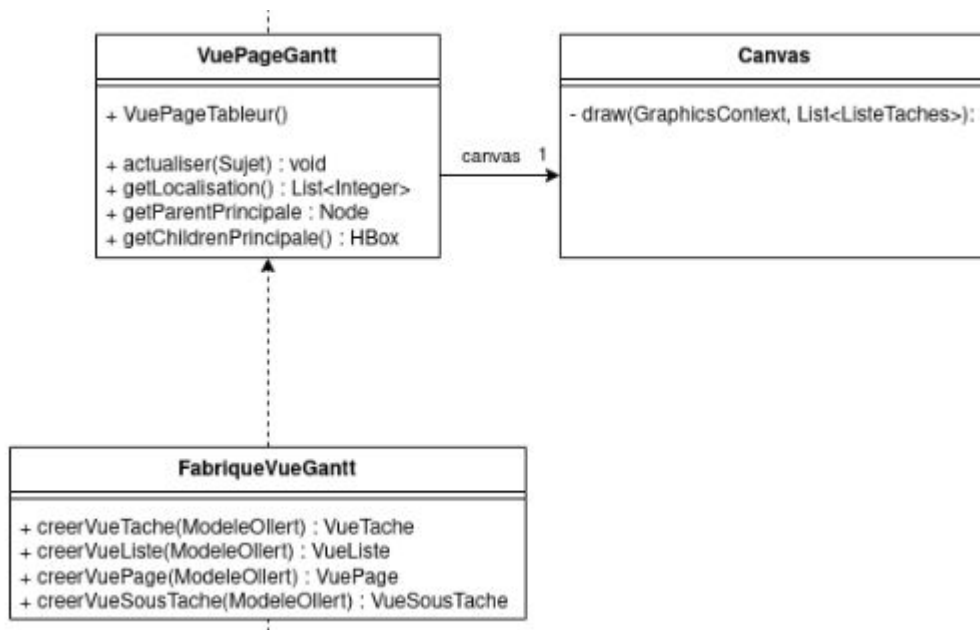 VuePageGantt
+ VuePageTableur()
+ actualiser(Sujet) : void
+ getLocalisation() : List<Integer>
+ getParentPrincipale : Node
+ getChildrenPrincipale() : HBox
canvas 1
Canvas
- draw(GraphicsContext, List<ListeTaches>):
FabriqueVueGantt
+ creerVueTache(ModeleOllert) : VueTache
+ creerVueListe(ModeleOllert) : VueListe
+ creerVuePage(ModeleOllert) : VuePage
+ creerVueSousTache(ModeleOllert) : VueSousTache